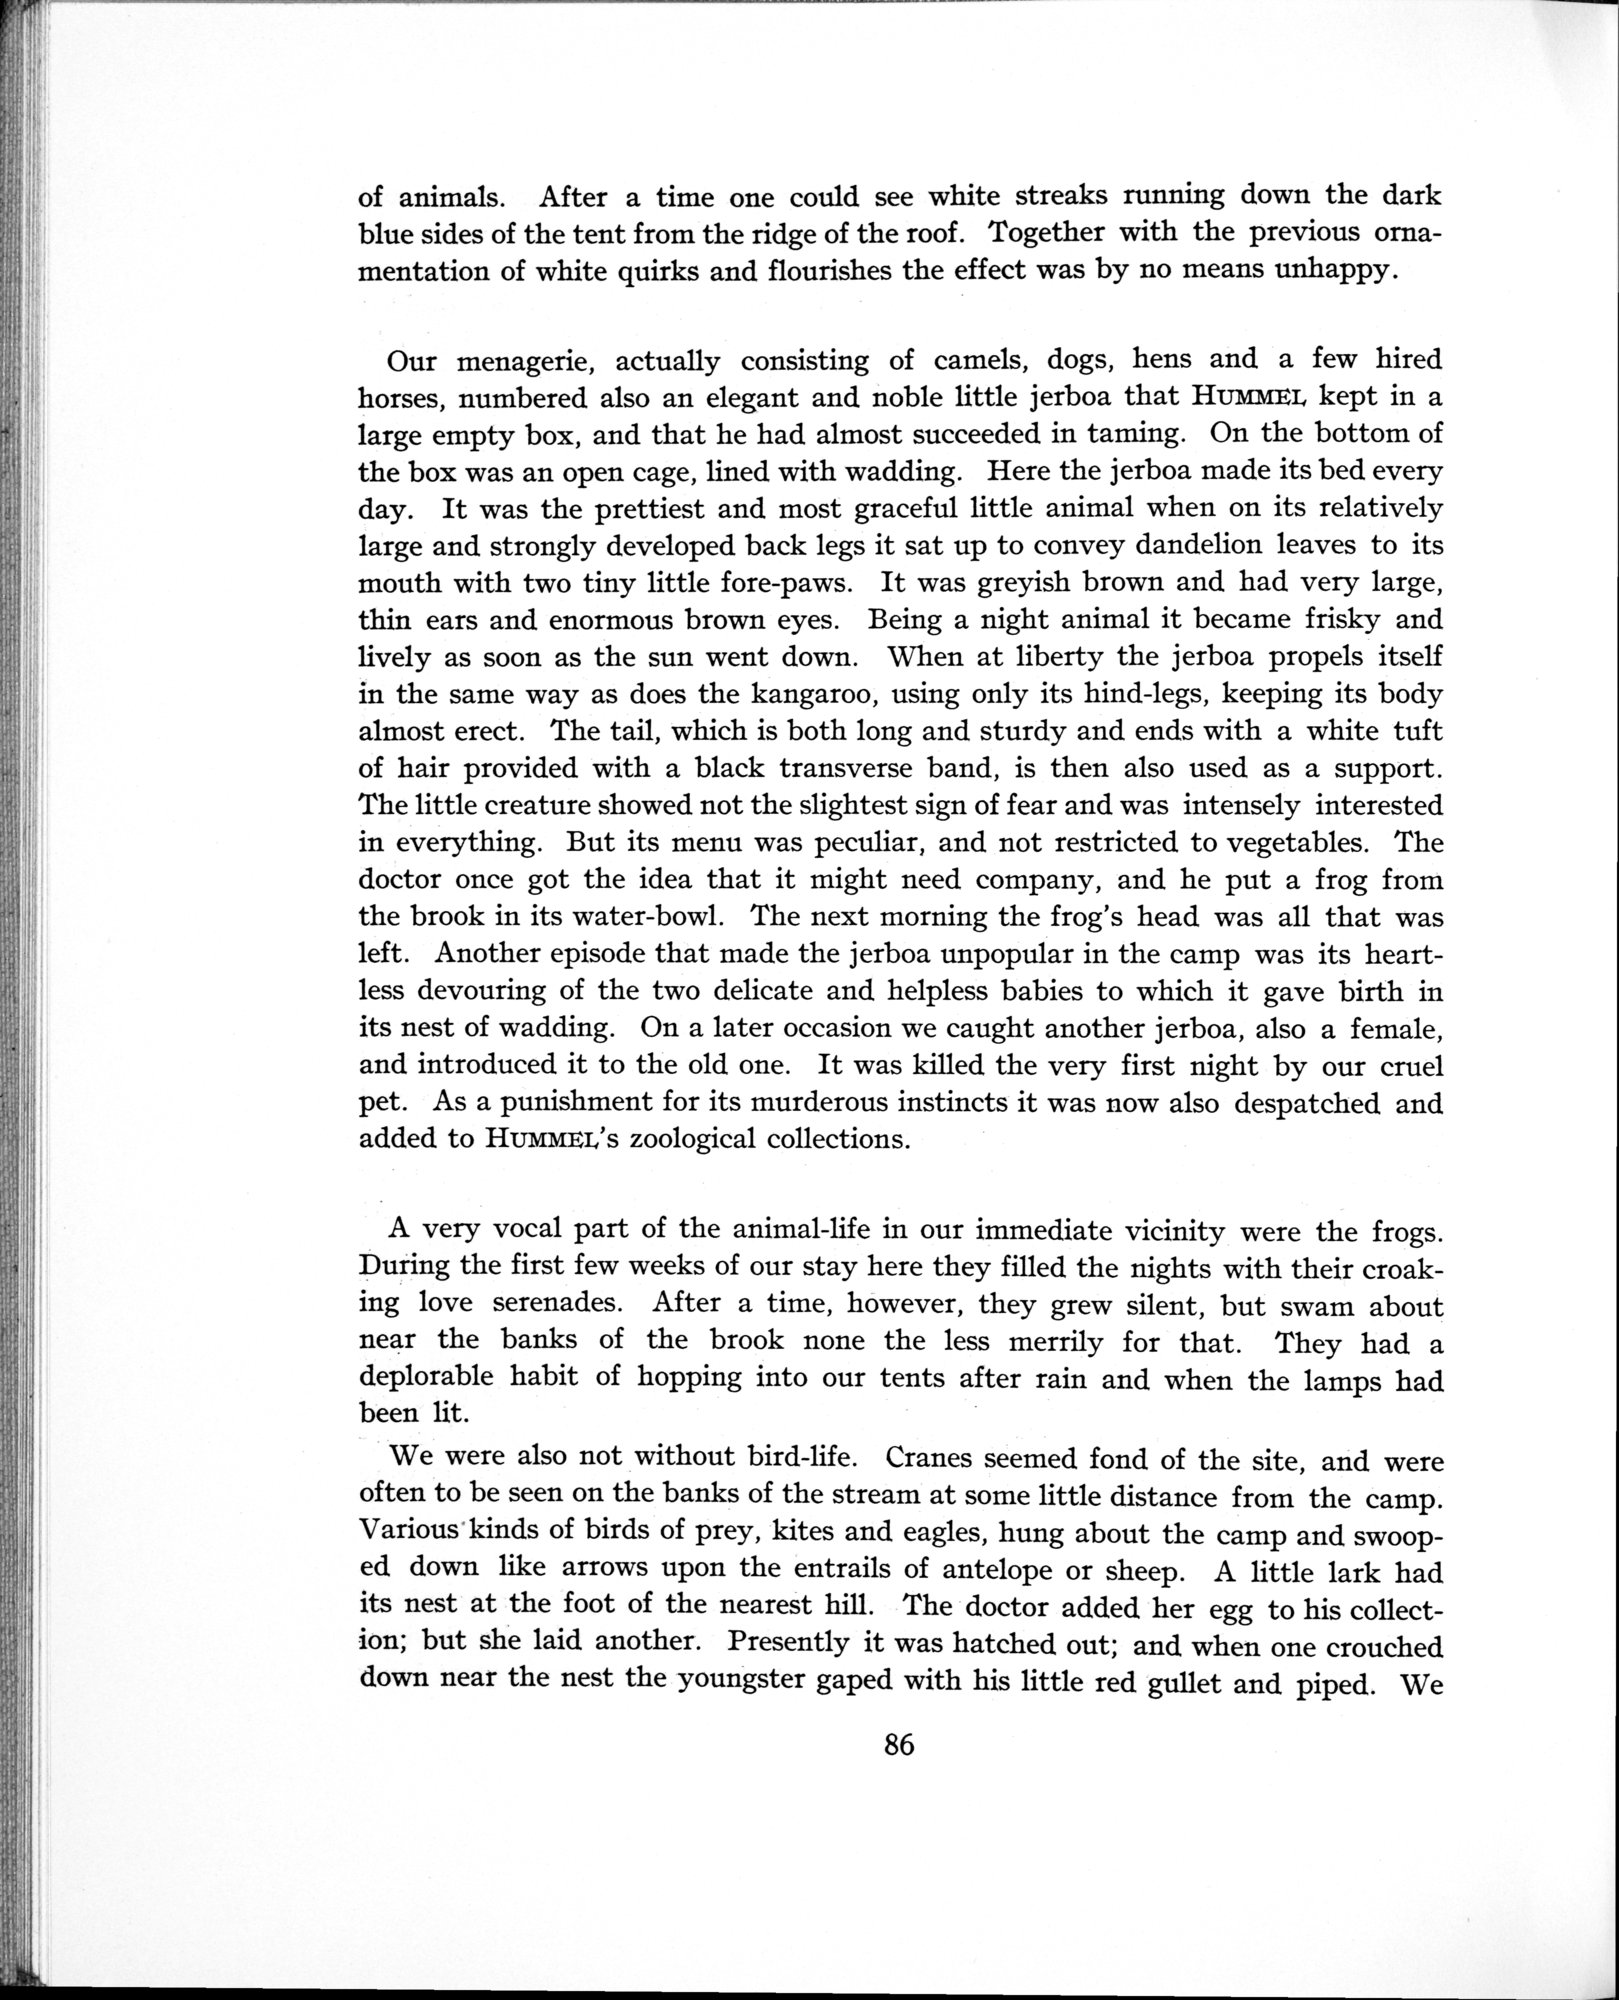 of animals. After a time one could see white streaks running down the dark
blue sides of the tent from the ridge of the roof. Together with the previous orna-
mentation of white quirks and flourishes the effect was by no means unhappy.
Our menagerie, actually consisting of camels, dogs, hens and a few hired
horses, numbered also an elegant and noble little jerboa that HUMMEL kept in a
large empty box, and that he had almost succeeded in taming. On the bottom of
the box was an open cage, lined with wadding. Here the jerboa made its bed every
day. It was the prettiest and most graceful little animal when on its relatively
large and strongly developed back legs it sat up to convey dandelion leaves to its
mouth with two tiny little fore-paws. It was greyish brown and had very large,
thin ears and enormous brown eyes. Being a night animal it became frisky and
lively as soon as the sun went down. When at liberty the jerboa propels itself
in the same way as does the kangaroo, using only its hind-legs, keeping its body
almost erect. The tail, which is both long and sturdy and ends with a white tuft
of hair provided with a black transverse band, is then also used as a support.
The little creature showed not the slightest sign of fear and was intensely interested
in everything. But its menu was peculiar, and not restricted to vegetables. The
doctor once got the idea that it might need company, and he put a frog from
the brook in its water-bowl. The next morning the frog's head was all that was
left. Another episode that made the jerboa unpopular in the camp was its heart-
less devouring of the two delicate and helpless babies to which it gave birth in
its nest of wadding. On a later occasion we caught another jerboa, also a female,
and introduced it to the old one. It was killed the very first night by our cruel
pet. As a punishment for its murderous instincts it was now also despatched and
added to HUMMEL's zoological collections.
A very vocal part of the animal-life in our immediate vicinity were the frogs.
During the first few weeks of our stay here they filled the nights with their croak-
ing love serenades. After a time, however, they grew silent, but swam about
near the banks of the brook none the less merrily for that. They had a
deplorable habit of hopping into our tents after rain and when the lamps had
been lit.
We were also not without bird-life. Cranes seemed fond of the site, and were
often to be seen on the banks of the stream at some little distance from the camp.
Various kinds of birds of prey, kites and eagles, hung about the camp and swoop-
ed down like arrows upon the entrails of antelope or sheep. A little lark had
its nest at the foot of the nearest hill. The doctor added her egg to his collect-
ion; but she laid another. Presently it was hatched out; and when one crouched
down near the nest the youngster gaped with his little red gullet and piped. We
86